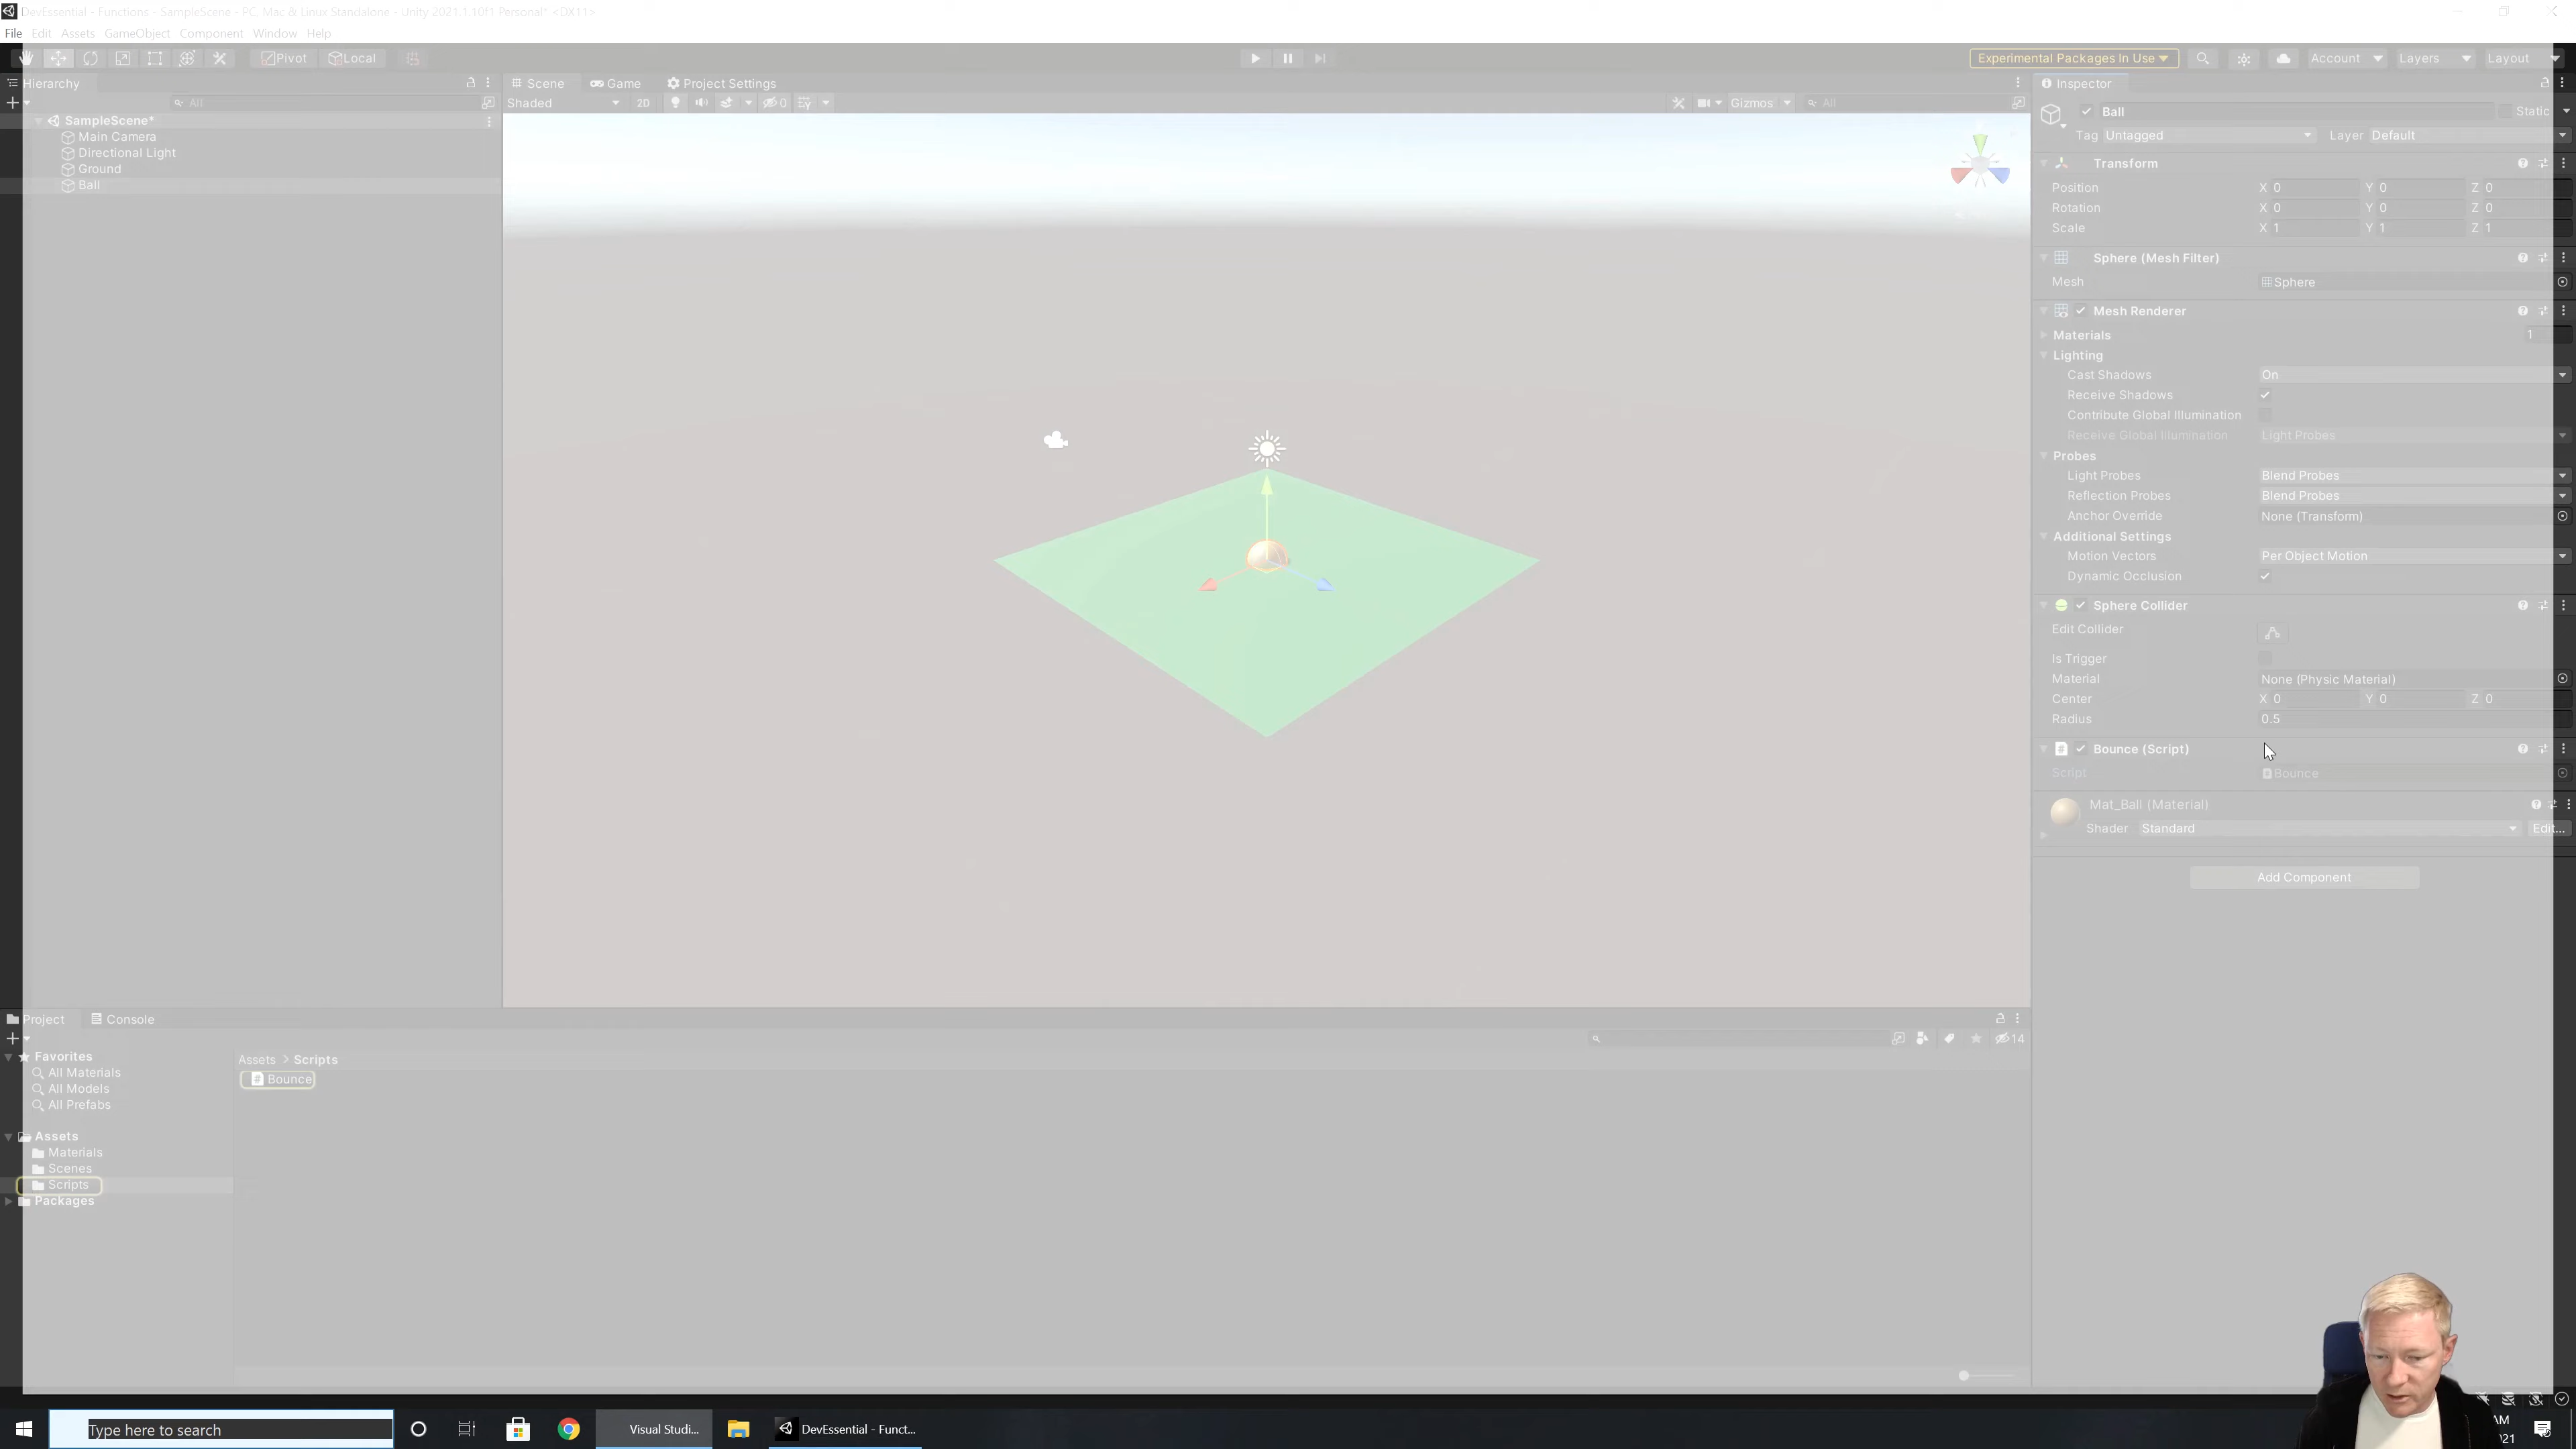 DevEssential - Functions - SampleScene - PC, Mac & Linux Standalone - Unity 2021.1.10f1 Personal* <DX11>
File Edit Assets GameObject Component Window Help
Pivot Local Experimental Packages In Use Account Layers Layout
Hierarchy
All
SampleScene*
Main Camera
Directional Light
Ground
Ball
Scene Game Project Settings
Shaded 2D 0 Gizmos All
Inspector
Ball Static
Tag Untagged Layer Default
Transform
Position X 0 Y 0 Z 0
Rotation X 0 Y 0 Z 0
Scale X 1 Y 1 Z 1
Sphere (Mesh Filter)
Mesh Sphere
Mesh Renderer
Materials 1
Lighting
Cast Shadows On
Receive Shadows
Contribute Global Illumination
Receive Global Illumination Light Probes
Probes
Light Probes Blend Probes
Reflection Probes Blend Probes
Anchor Override None (Transform)
Additional Settings
Motion Vectors Per Object Motion
Dynamic Occlusion
Sphere Collider
Edit Collider
Is Trigger
Material None (Physic Material)
Center X 0 Y 0 Z 0
Radius 0.5
Bounce (Script)
Script Bounce
Mat_Ball (Material)
Shader Standard Edit...
Add Component
Project Console
14
Favorites
All Materials
All Models
All Prefabs
Assets
Materials
Scenes
Scripts
Packages
Assets > Scripts
Bounce
Type here to search
Visual Studi...
DevEssential - Funct...
AM
021